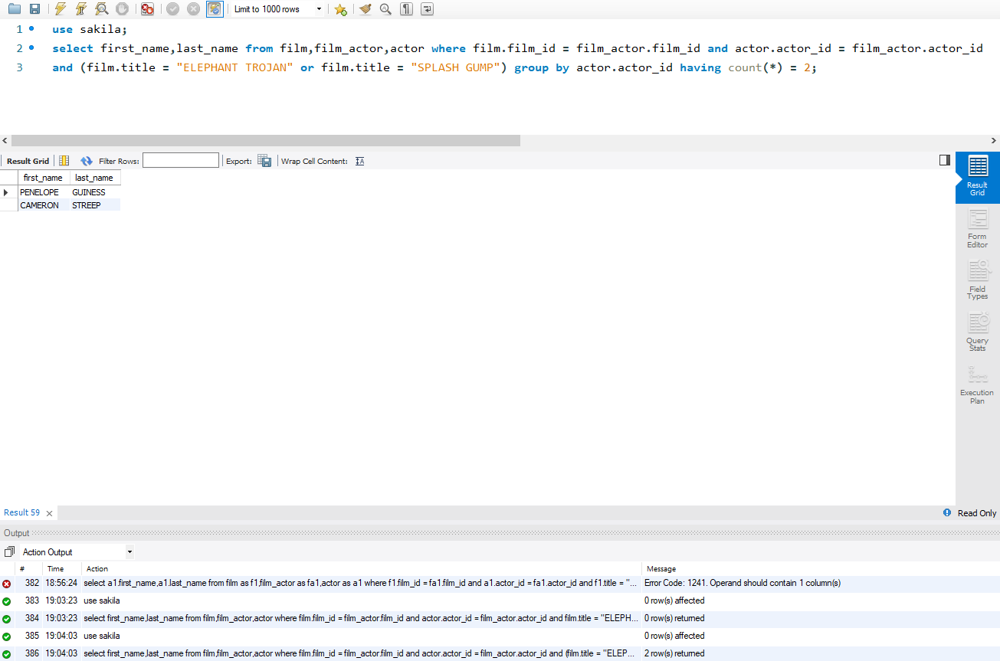 Limit to 1000 rows
1 use sakila;
2 select first_name,last_name from film,film_actor,actor where film.film_id = film_actor.film_id and actor.actor_id = film_actor.actor_id
3 and (film.title = "ELEPHANT TROJAN" or film.title = "SPLASH GUMP") group by actor.actor_id having count(*) = 2;
Result Grid Filter Rows: Export: Wrap Cell Content: IA
first_name last_name
PENELOPE GUINESS
CAMERON STREEP
Result
Grid
Form
Editor
Field
Types
Query
Stats
Execution
Plan
Result 59 Read Only
Output
Action Output
# Time Action Message
382 18:56:24 select a1.first_name,a1.last_name from film as f1,film_actor as fa1,actor as a1 where f1.film_id = fa1.film_id and a1.actor_id = fa1.actor_id and f1.title = "... Error Code: 1241. Operand should contain 1 column(s)
383 19:03:23 use sakila 0 row(s) affected
384 19:03:23 select first_name,last_name from film,film_actor,actor where film.film_id = film_actor.film_id and actor.actor_id = film_actor.actor_id and film.title = "ELEPH... 0 row(s) returned
385 19:04:03 use sakila 0 row(s) affected
386 19:04:03 select first_name,last_name from film,film_actor,actor where film.film_id = film_actor.film_id and actor.actor_id = film_actor.actor_id and (film.title = "ELEP... 2 row(s) returned